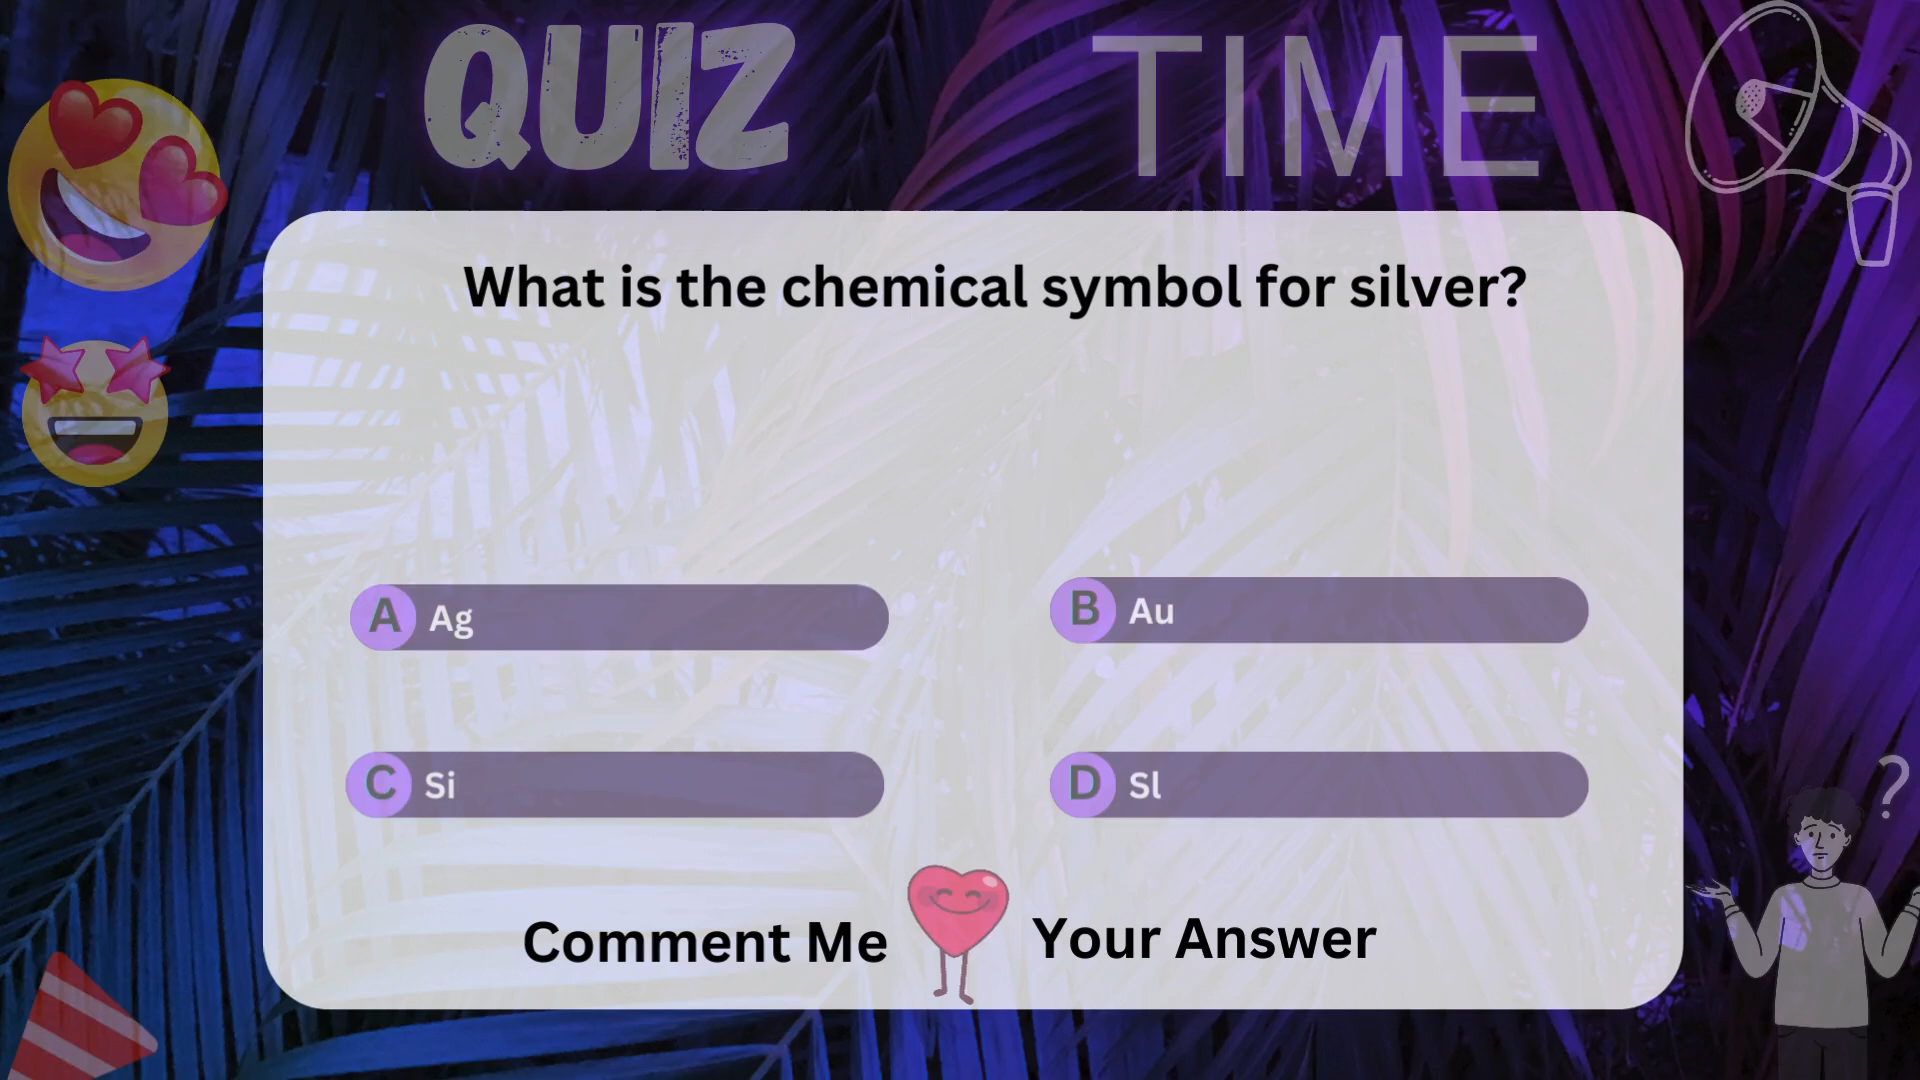 QUIZ TIME
What is the chemical symbol for silver?
A Ag
B Au
C Si
D Sl
Comment Me Your Answer
?